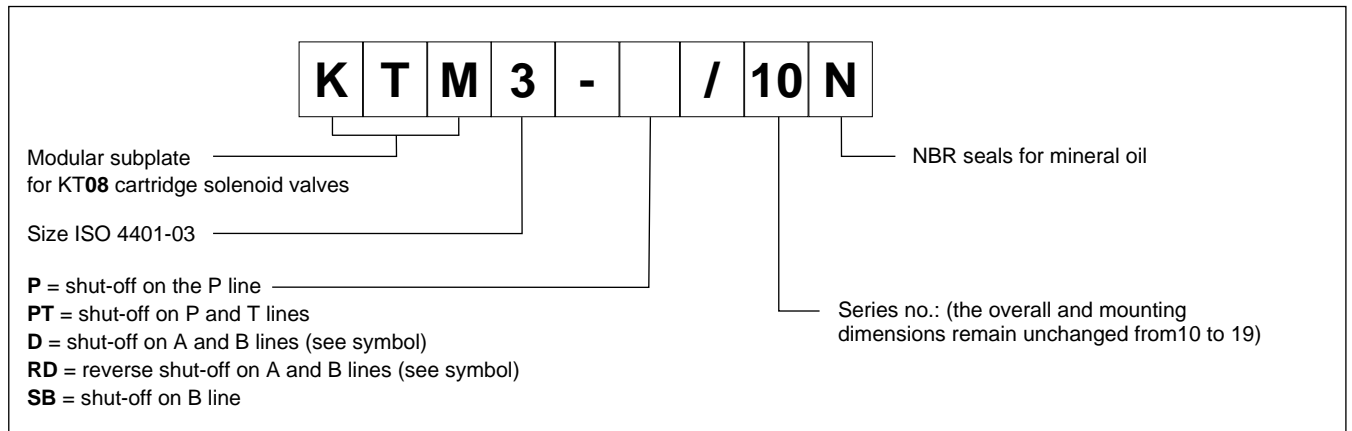 K T M 3 - / 10 N
Modular subplate
for KT08 cartridge solenoid valves
NBR seals for mineral oil
Size ISO 4401-03
P = shut-off on the P line
PT = shut-off on P and T lines
D = shut-off on A and B lines (see symbol)
RD = reverse shut-off on A and B lines (see symbol)
SB = shut-off on B line
Series no.: (the overall and mounting
dimensions remain unchanged from10 to 19)